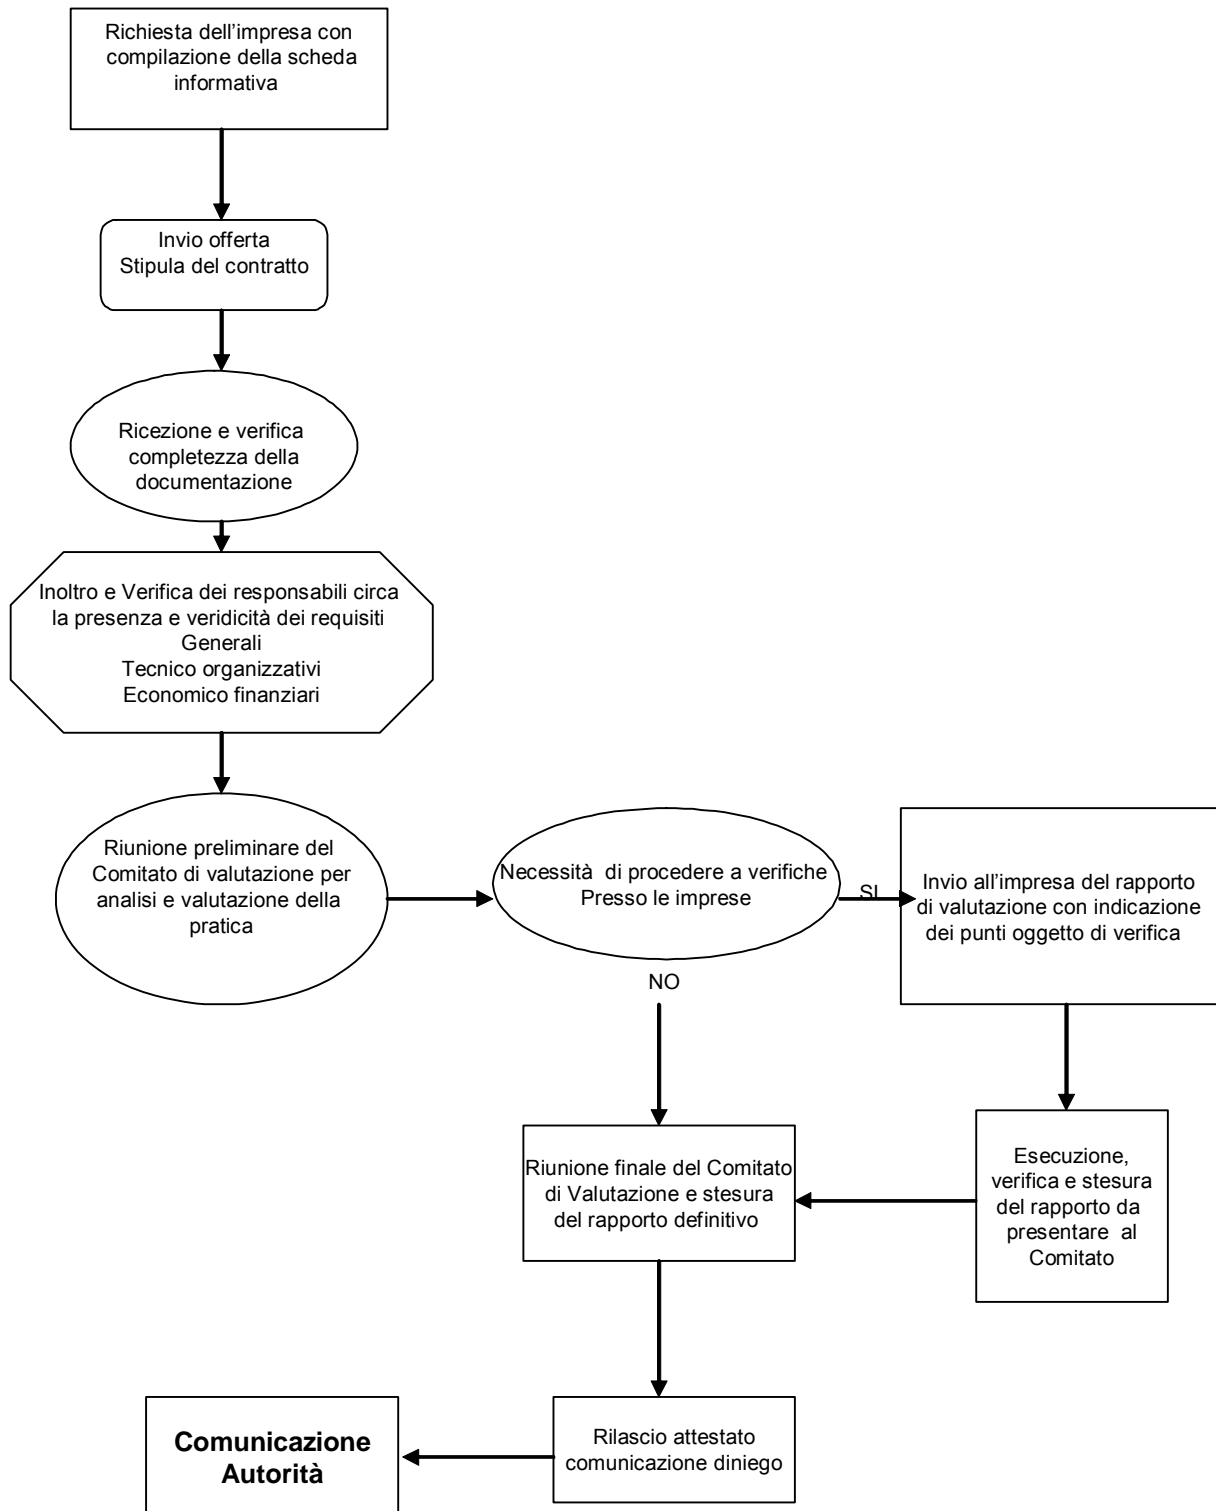 Richiesta dell'impresa con
compilazione della scheda
informativa
Invio offerta
Stipula del contratto
Ricezione e verifica
completezza della
documentazione
Inoltro e Verifica dei responsabili circa
la presenza e veridicità dei requisiti
Generali
Tecnico organizzativi
Economico finanziari
Riunione preliminare del
Comitato di valutazione per
analisi e valutazione della
pratica
Necessità di procedere a verifiche
Presso le imprese
SI
Invio all'impresa del rapporto
di valutazione con indicazione
dei punti oggetto di verifica
NO
Riunione finale del Comitato
di Valutazione e stesura
del rapporto definitivo
Esecuzione,
verifica e stesura
del rapporto da
presentare al
Comitato
Comunicazione
Autorità
Rilascio attestato
comunicazione diniego